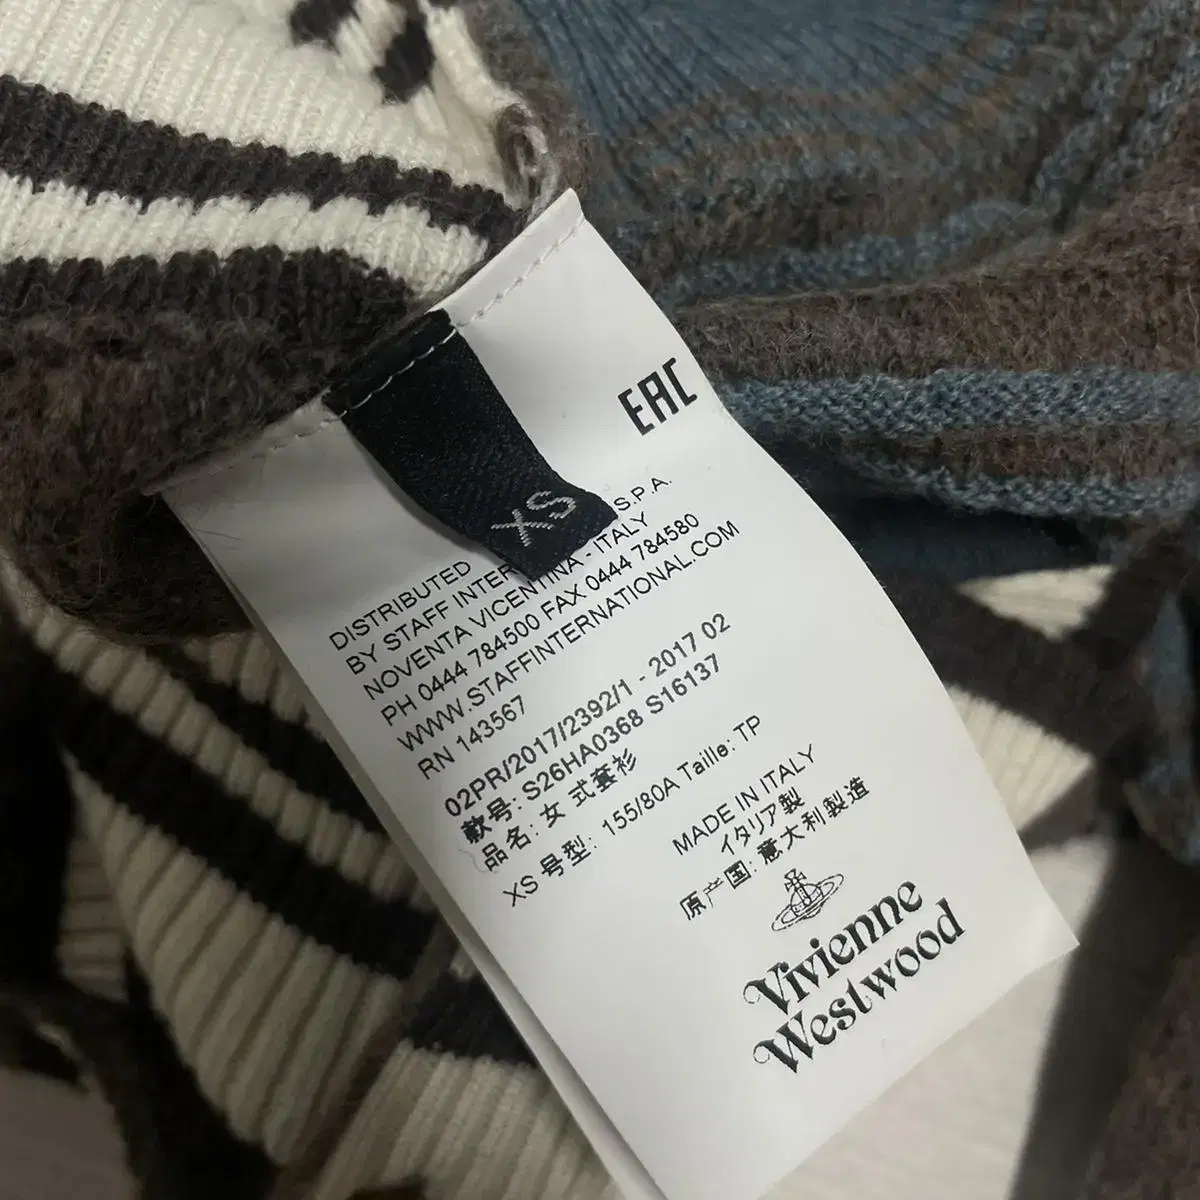 EAC
XS
DISTRIBUTED
BY STAFF INTER S.P.A.
NOVENTA VICENTINA - ITALY
PH 0444 784500 FAX 0444 784580
WWW.STAFFINTERNATIONAL.COM
RN 143567
02PR/2017/2392/1 - 2017 02
款号: S26HA0368 S16137
品名: 女 式套衫
XS 号型: 155/80A Taille: TP
MADE IN ITALY
イタリア製
原产国: 意大利製造
Vivienne
Westwood